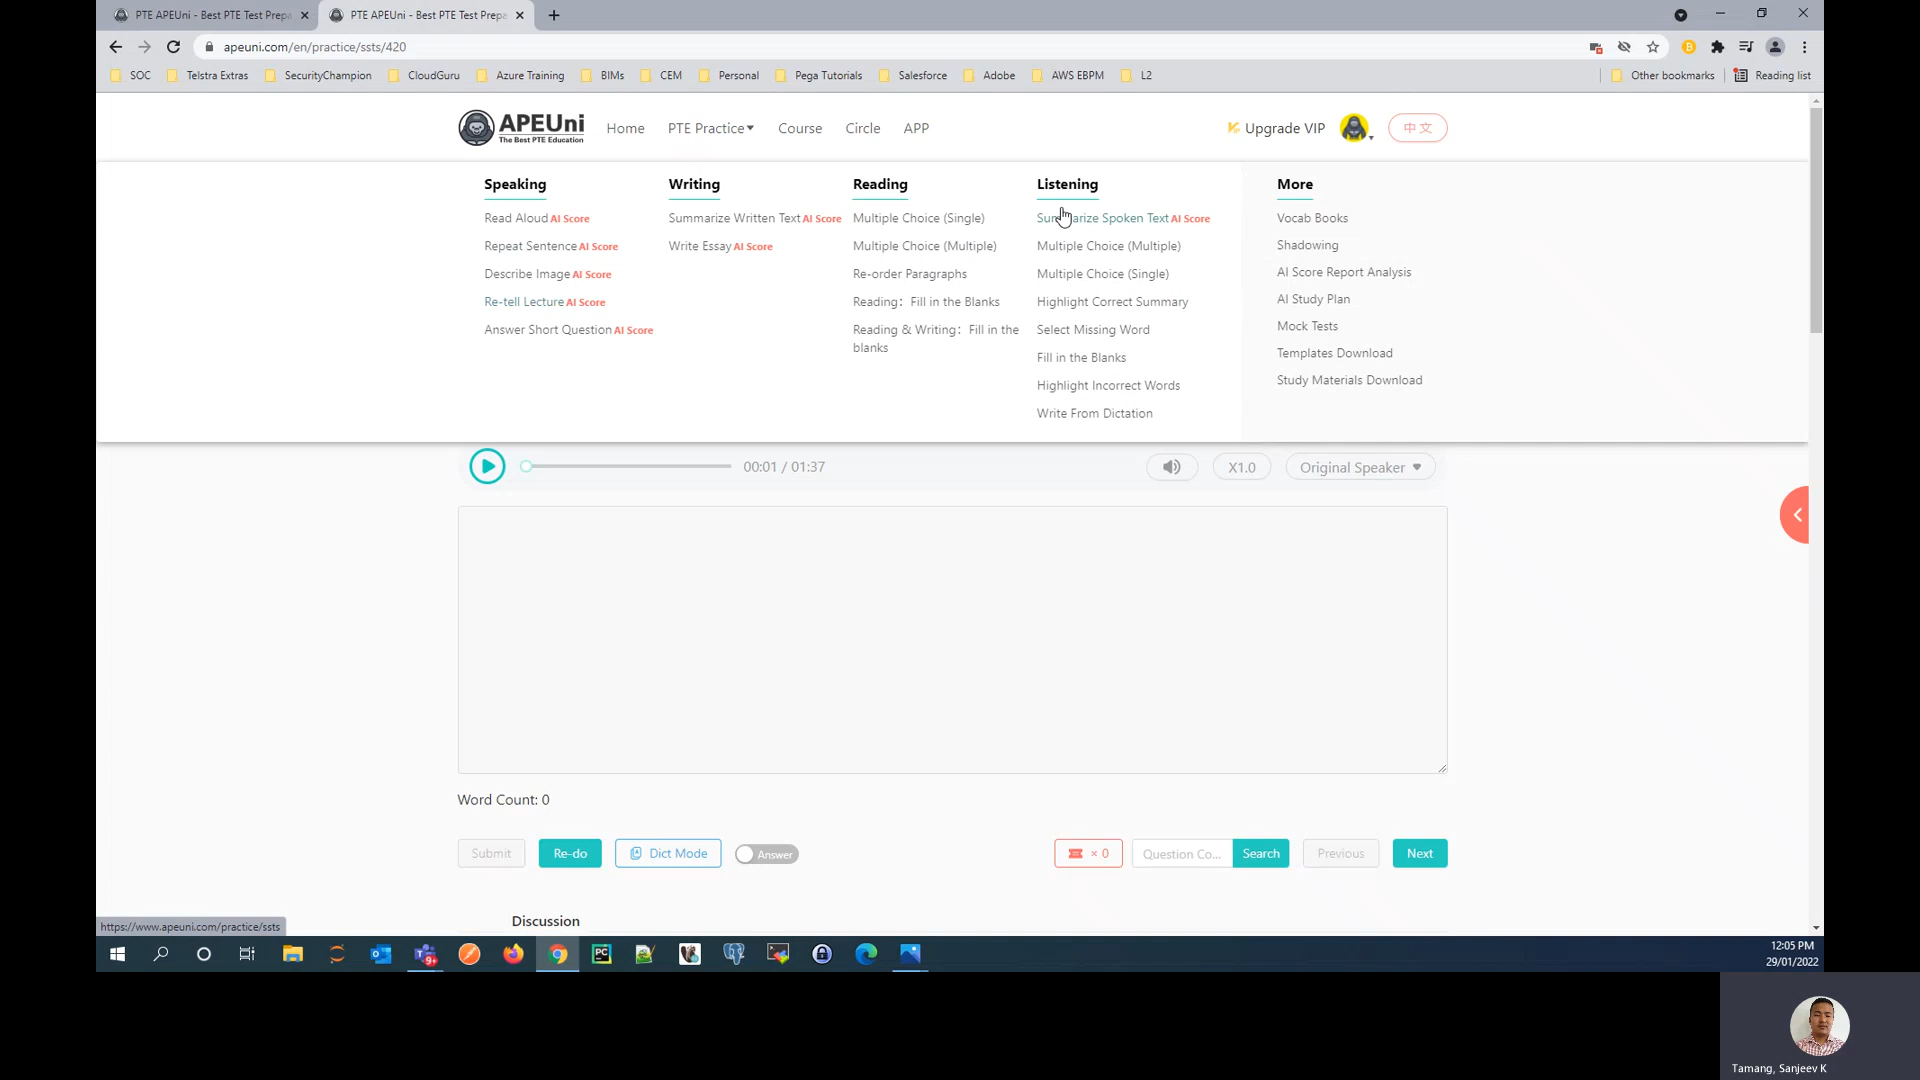 PTE APEUni - Best PTE Test Prepa
PTE APEUni - Best PTE Test Prepa
apeuni.com/en/practice/ssts/420
SOC
Telstra Extras
SecurityChampion
CloudGuru
Azure Training
BIMs
CEM
Personal
Pega Tutorials
Salesforce
Adobe
AWS EBPM
L2
Other bookmarks
Reading list
APEUni
The Best PTE Education
Home
PTE Practice
Course
Circle
APP
Upgrade VIP
中文
Speaking
Read Aloud AI Score
Repeat Sentence AI Score
Describe Image AI Score
Re-tell Lecture AI Score
Answer Short Question AI Score
Writing
Summarize Written Text AI Score
Write Essay AI Score
Reading
Multiple Choice (Single)
Multiple Choice (Multiple)
Re-order Paragraphs
Reading：Fill in the Blanks
Reading & Writing：Fill in the
blanks
Listening
Summarize Spoken Text AI Score
Multiple Choice (Multiple)
Multiple Choice (Single)
Highlight Correct Summary
Select Missing Word
Fill in the Blanks
Highlight Incorrect Words
Write From Dictation
More
Vocab Books
Shadowing
AI Score Report Analysis
AI Study Plan
Mock Tests
Templates Download
Study Materials Download
00:01 / 01:37
X1.0
Original Speaker
Word Count: 0
Submit
Re-do
Dict Mode
Answer
× 0
Question Co...
Search
Previous
Next
Discussion
https://www.apeuni.com/practice/ssts
12:05 PM
29/01/2022
Tamang, Sanjeev K